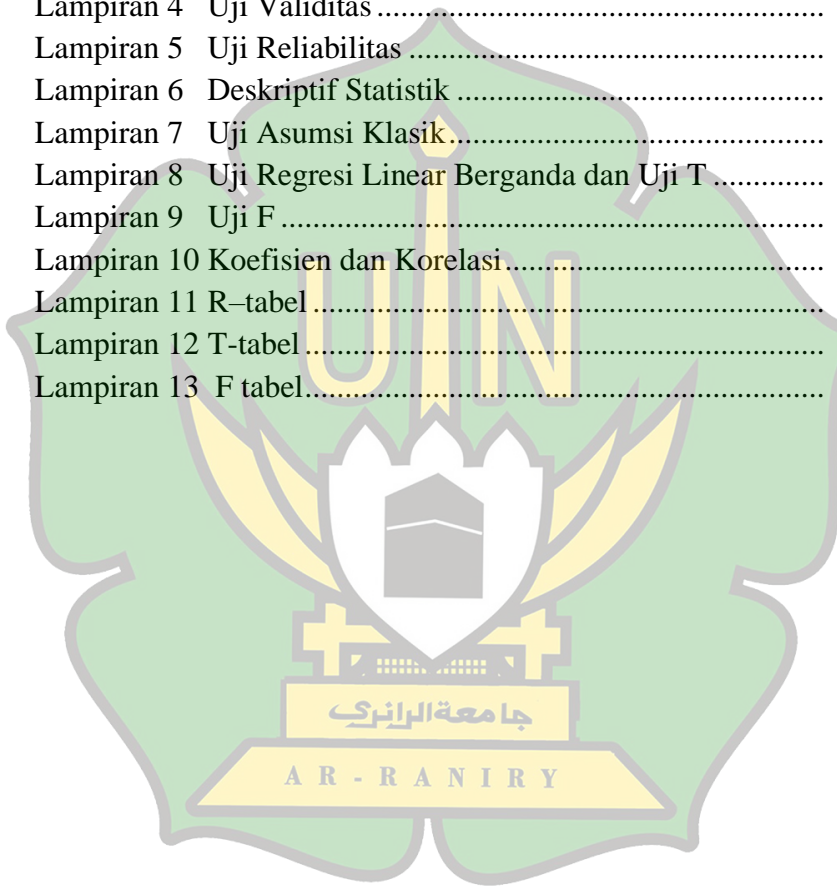 Lampiran 4 Uji Validitas ..........................................................
Lampiran 5 Uji Reliabilitas ......................................................
Lampiran 6 Deskriptif Statistik ................................................
Lampiran 7 Uji Asumsi Klasik .................................................
Lampiran 8 Uji Regresi Linear Berganda dan Uji T ..............
Lampiran 9 Uji F .....................................................................
Lampiran 10 Koefisien dan Korelasi ..........................................
Lampiran 11 R–tabel ................................................................
Lampiran 12 T-tabel .................................................................
Lampiran 13 F tabel .................................................................
UIN
جامعة الرانري
AR-RANIRY